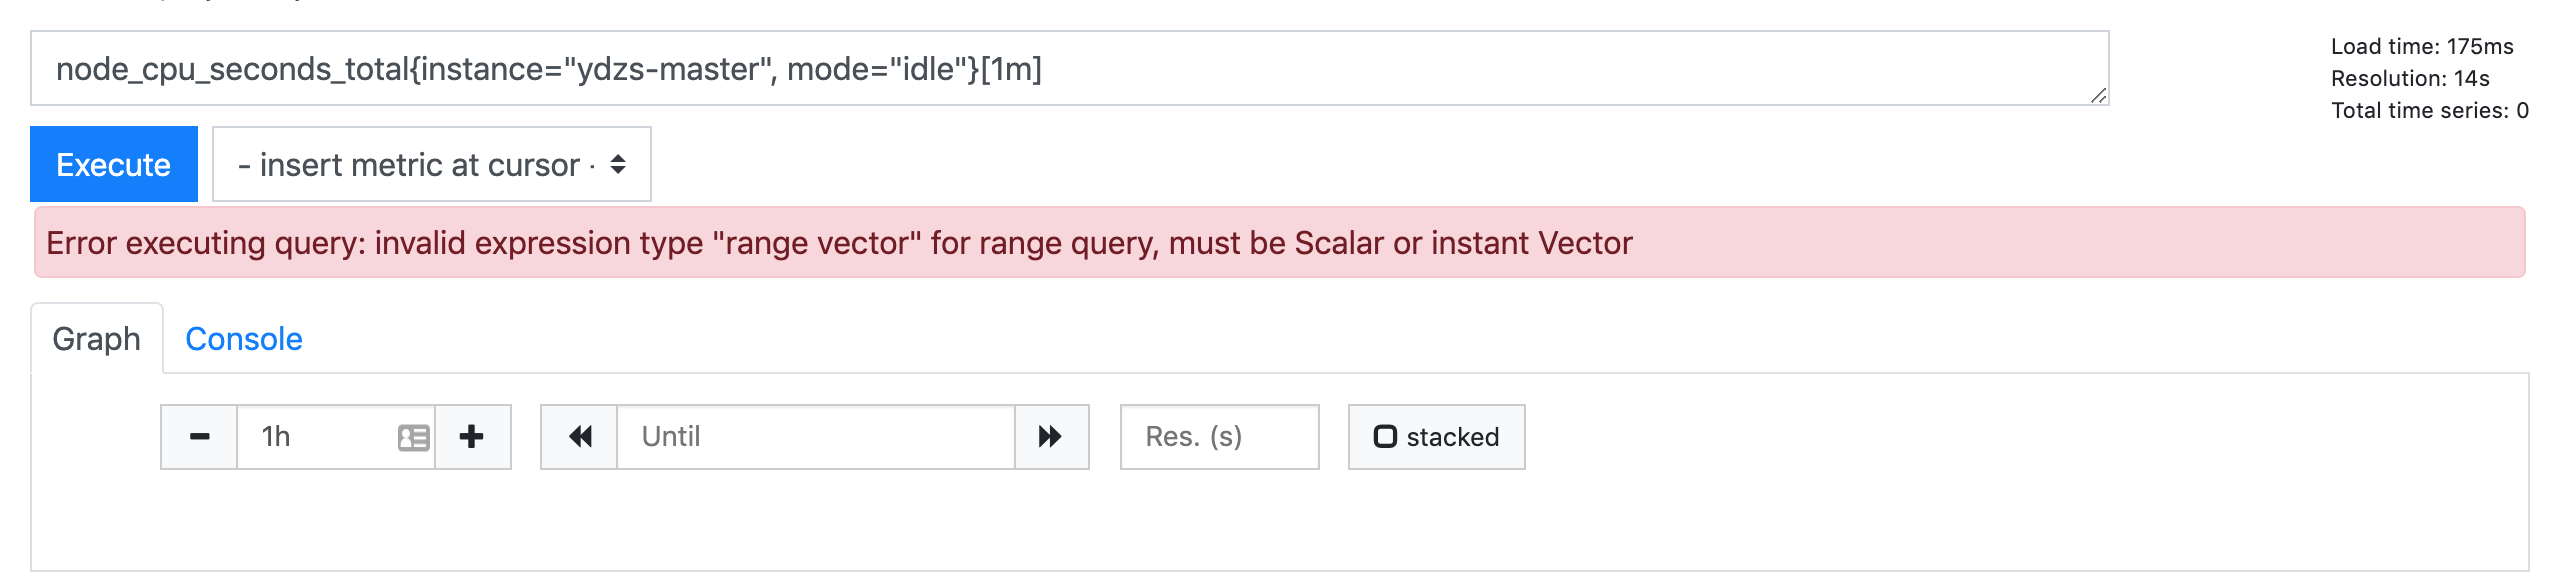 node_cpu_seconds_total{instance="ydzs-master", mode="idle"}[1m]
Load time: 175ms
Resolution: 14s
Total time series: 0
Execute
- insert metric at cursor -
Error executing query: invalid expression type "range vector" for range query, must be Scalar or instant Vector
Graph Console
1h Until Res. (s) stacked